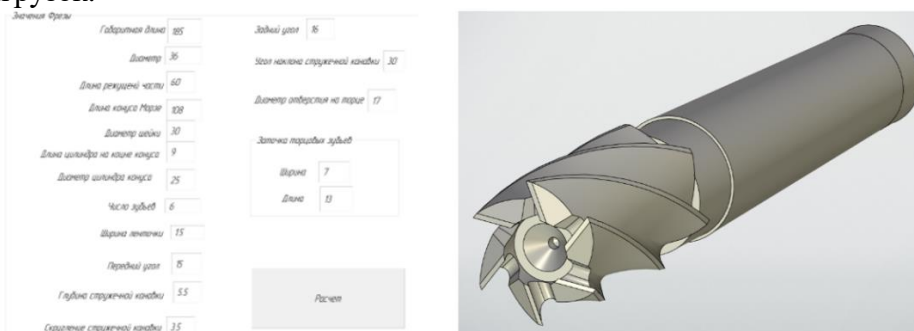 Значения Фрезы
Габаритная длина 185
Диаметр 36
Длина режущей части 60
Длина конуса Морзе 108
Диаметр шейки 30
Длина цилиндра на конце конуса 9
Диаметр цилиндра конуса 25
Число зубьев 6
Ширина ленточки 15
Передний угол 15
Глубина стружечной канавки 5.5
Скругление стружечной канавки 3.5
Задний угол 16
Угол наклона стружечной канавки 30
Диаметр отверстия на торце 17
Заточка торцовых зубьев
Ширина 7
Длина 13
Расчет